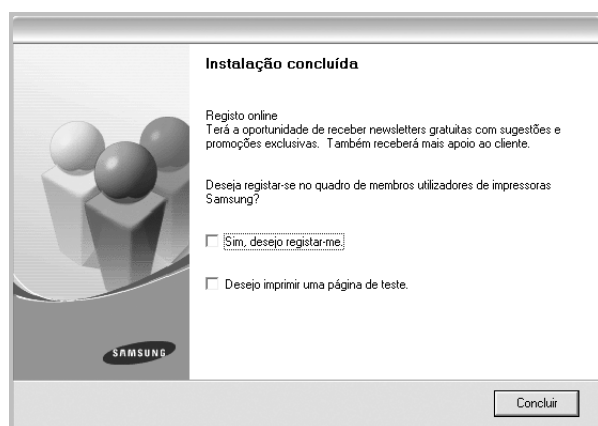 Instalação concluída
Registo online
Terá a oportunidade de receber newsletters gratuitas com sugestões e
promoções exclusivas. Também receberá mais apoio ao cliente.
Deseja registar-se no quadro de membros utilizadores de impressoras
Samsung?
Sim, desejo registar-me.
Desejo imprimir uma página de teste.
SAMSUNG
Concluir